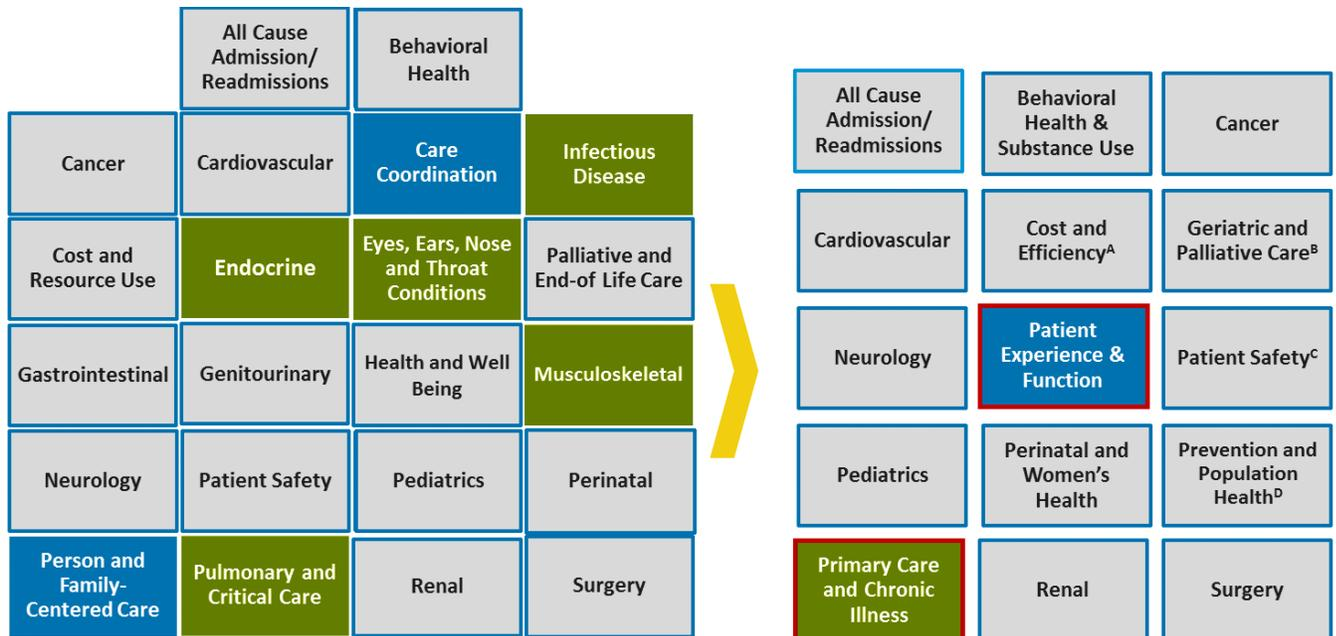 All Cause
Admission/
Readmissions
Behavioral
Health
Cancer
Cardiovascular
Care
Coordination
Infectious
Disease
Cost and
Resource Use
Endocrine
Eyes, Ears, Nose
and Throat
Conditions
Palliative and
End-of Life Care
Gastrointestinal
Genitourinary
Health and Well
Being
Musculoskeletal
Neurology
Patient Safety
Pediatrics
Perinatal
Person and
Family-
Centered Care
Pulmonary and
Critical Care
Renal
Surgery
All Cause
Admission/
Readmissions
Behavioral
Health &
Substance Use
Cancer
Cardiovascular
Cost and
Efficiencyᴬ
Geriatric and
Palliative Careᴮ
Neurology
Patient
Experience &
Function
Patient Safetyᶜ
Pediatrics
Perinatal and
Women’s
Health
Prevention and
Population
Healthᴰ
Primary Care
and Chronic
Illness
Renal
Surgery